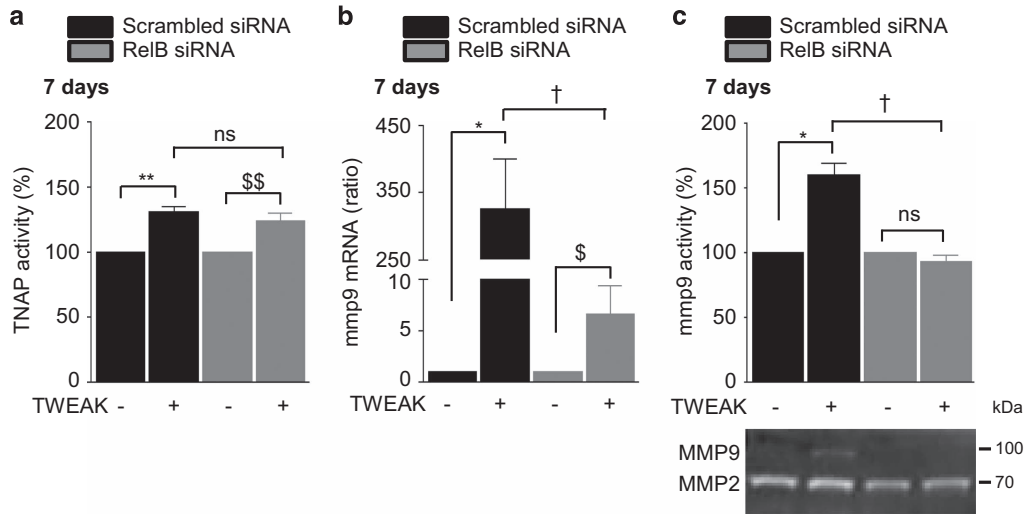 a
Scrambled siRNA
RelB siRNA
7 days
TNAP activity (%)
200
150
100
50
0
**
ns
$$
TWEAK - + - +
b
Scrambled siRNA
RelB siRNA
7 days
mmp9 mRNA (ratio)
450
350
250
10
5
0
*
†
$
- + - +
c
Scrambled siRNA
RelB siRNA
7 days
mmp9 activity (%)
200
150
100
50
0
*
†
ns
TWEAK - + - + kDa
MMP9 100
MMP2 70